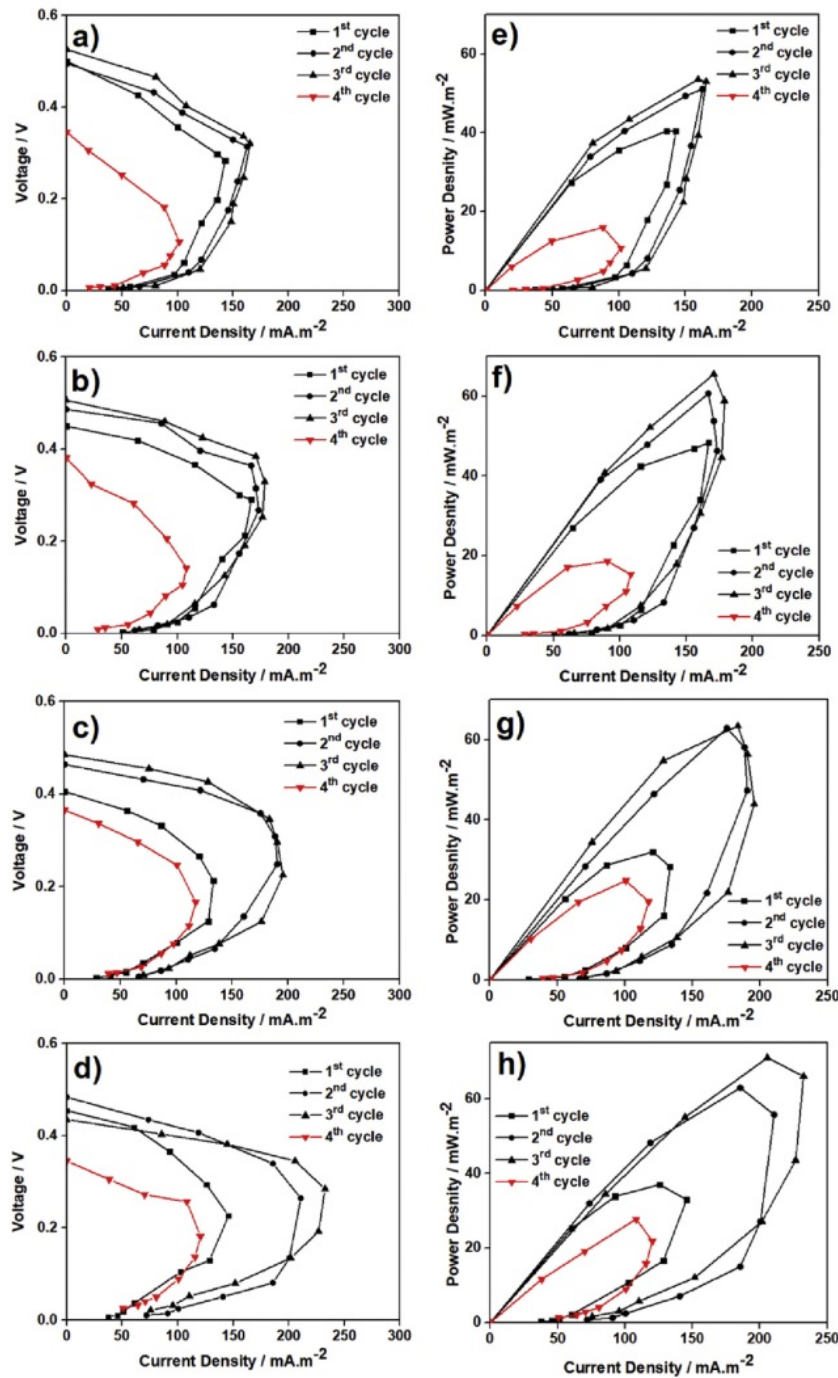 a)
1st cycle
2nd cycle
3rd cycle
4th cycle
0.6
0.4
0.2
0.0
Voltage / V
0 50 100 150 200 250 300
Current Density / mA.m-2
e)
1st cycle
2nd cycle
3rd cycle
4th cycle
60
40
20
0
Power Desnity / mW.m-2
0 50 100 150 200 250
Current Density / mA.m-2
b)
1st cycle
2nd cycle
3rd cycle
4th cycle
0.6
0.4
0.2
0.0
Voltage / V
0 50 100 150 200 250 300
Current Density / mA.m-2
f)
1st cycle
2nd cycle
3rd cycle
4th cycle
60
40
20
0
Power Desnity / mW.m-2
0 50 100 150 200 250
Current Density / mA.m-2
c)
1st cycle
2nd cycle
3rd cycle
4th cycle
0.6
0.4
0.2
0.0
Voltage / V
0 50 100 150 200 250 300
Current Density / mA.m-2
g)
1st cycle
2nd cycle
3rd cycle
4th cycle
60
40
20
0
Power Desnity / mW.m-2
0 50 100 150 200 250
Current Density / mA.m-2
d)
1st cycle
2nd cycle
3rd cycle
4th cycle
0.6
0.4
0.2
0.0
Voltage / V
0 50 100 150 200 250 300
Current Density / mA.m-2
h)
1st cycle
2nd cycle
3rd cycle
4th cycle
60
40
20
0
Power Desnity / mW.m-2
0 50 100 150 200 250
Current Density / mA.m-2